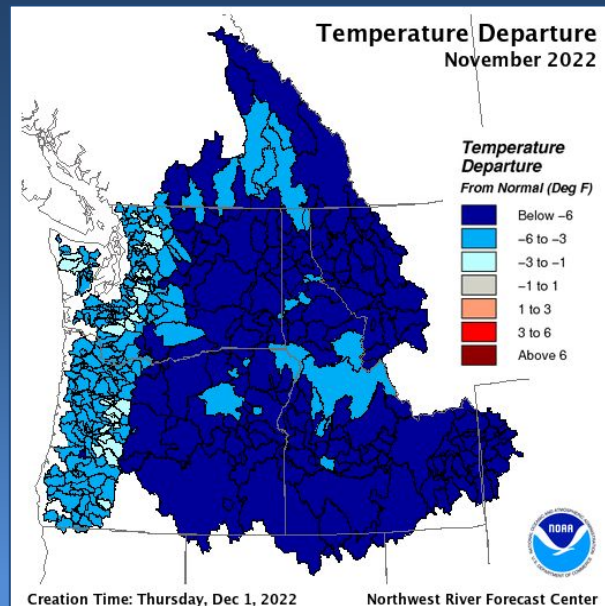 Temperature Departure
November 2022
Temperature
Departure
From Normal (Deg F)
Below -6
-6 to -3
-3 to -1
-1 to 1
1 to 3
3 to 6
Above 6
NOAA
Creation Time: Thursday, Dec 1, 2022
Northwest River Forecast Center